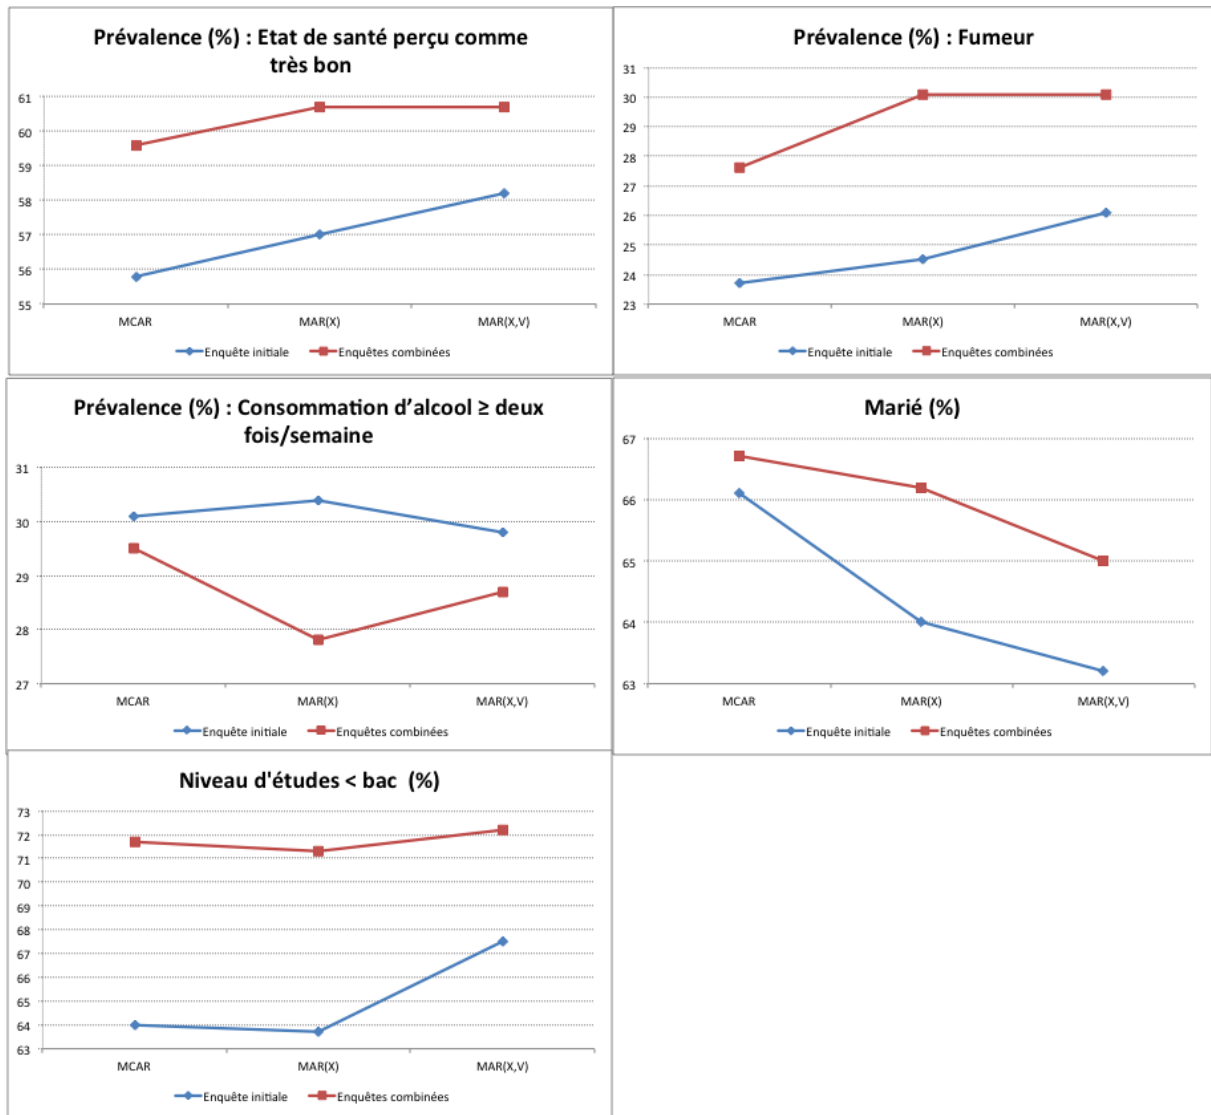 Prévalence (%) : Etat de santé perçu comme
très bon
61
60
59
58
57
56
55
MCAR
MAR(X)
MAR(X,V)
Enquête initiale
Enquêtes combinées
Prévalence (%) : Fumeur
31
30
29
28
27
26
25
24
23
MCAR
MAR(X)
MAR(X,V)
Enquête initiale
Enquêtes combinées
Prévalence (%) : Consommation d’alcool ≥ deux
fois/semaine
31
30
29
28
27
MCAR
MAR(X)
MAR(X,V)
Enquête initiale
Enquêtes combinées
Marié (%)
67
66
65
64
63
MCAR
MAR(X)
MAR(X,V)
Enquête initiale
Enquêtes combinées
Niveau d'études < bac (%)
73
72
71
70
69
68
67
66
65
64
63
MCAR
MAR(X)
MAR(X,V)
Enquête initiale
Enquêtes combinées